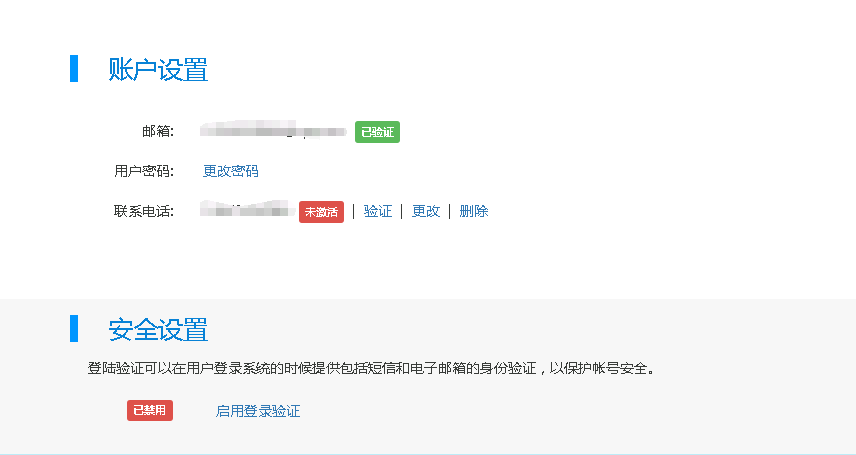 账户设置
邮箱: 已验证
用户密码: 更改密码
联系电话: 未激活 | 验证 | 更改 | 删除
安全设置
登陆验证可以在用户登录系统的时候提供包括短信和电子邮箱的身份验证，以保护帐号安全。
已禁用 启用登录验证